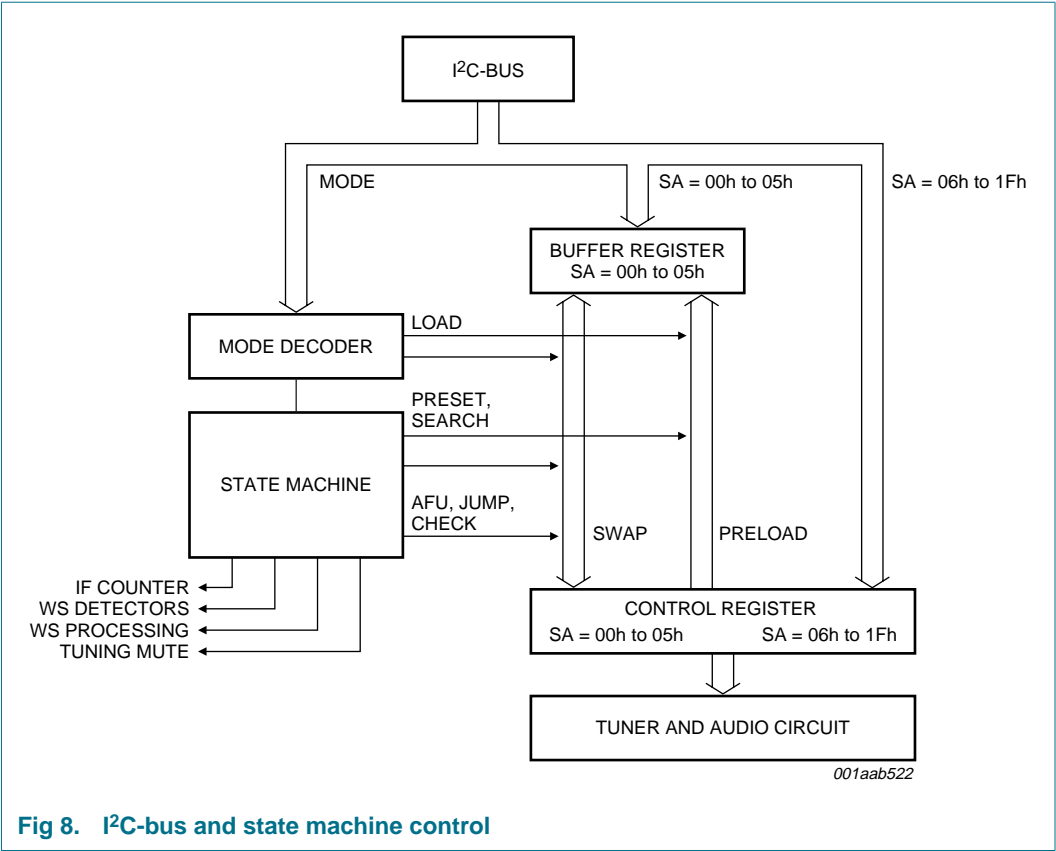 I2C-BUS
MODE
SA = 00h to 05h
SA = 06h to 1Fh
BUFFER REGISTER
SA = 00h to 05h
LOAD
MODE DECODER
PRESET,
SEARCH
STATE MACHINE
AFU, JUMP,
CHECK
SWAP
PRELOAD
IF COUNTER
WS DETECTORS
WS PROCESSING
TUNING MUTE
CONTROL REGISTER
SA = 00h to 05h
SA = 06h to 1Fh
TUNER AND AUDIO CIRCUIT
001aab522
Fig 8. I2C-bus and state machine control